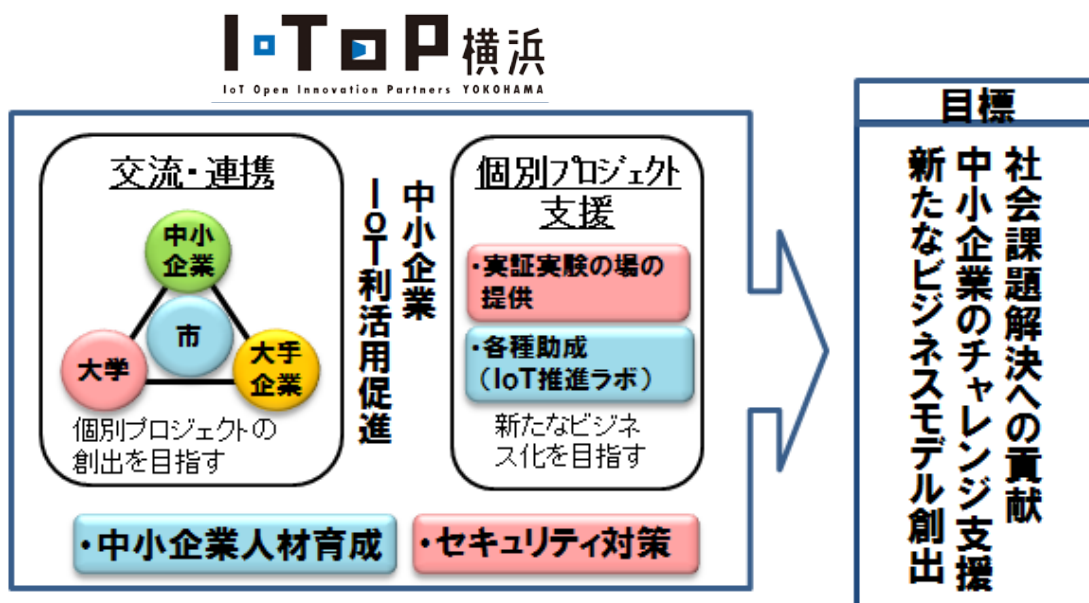 I・TOP横浜
IoT Open Innovation Partners YOKOHAMA
交流・連携
中小
企業
市
大学
大手
企業
個別プロジェクトの
創出を目指す
中小企業
IOT利活用促進
個別プロジェクト
支援
・実証実験の場の
提供
・各種助成
（IoT推進ラボ）
新たなビジネ
ス化を目指す
・中小企業人材育成
・セキュリティ対策
目標
社会課題解決への貢献
中小企業のチャレンジ支援
新たなビジネスモデル創出